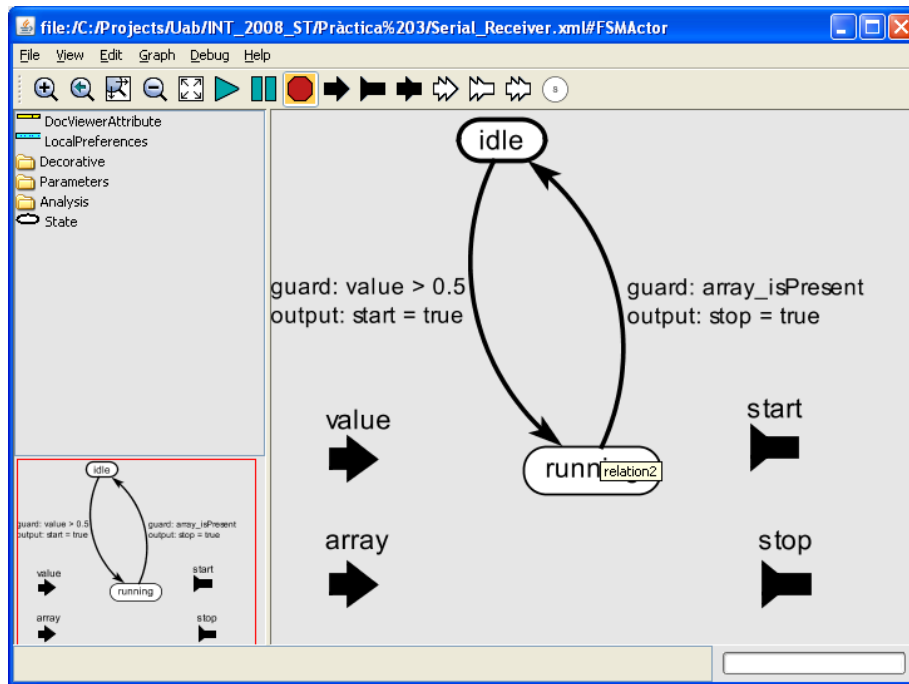 file:/C:/Projects/Uab/INT_2008_ST/Pràctica%203/Serial_Receiver.xml#FSMActor
File View Edit Graph Debug Help
S
DocViewerAttribute
LocalPreferences
Decorative
Parameters
Analysis
State
idle
guard: value > 0.5
output: start = true
guard: array_isPresent
output: stop = true
value
start
running
relation2
array
stop
idle
guard: value > 0.5
output: start = true
guard: array_isPresent
output: stop = true
value
start
running
array
stop